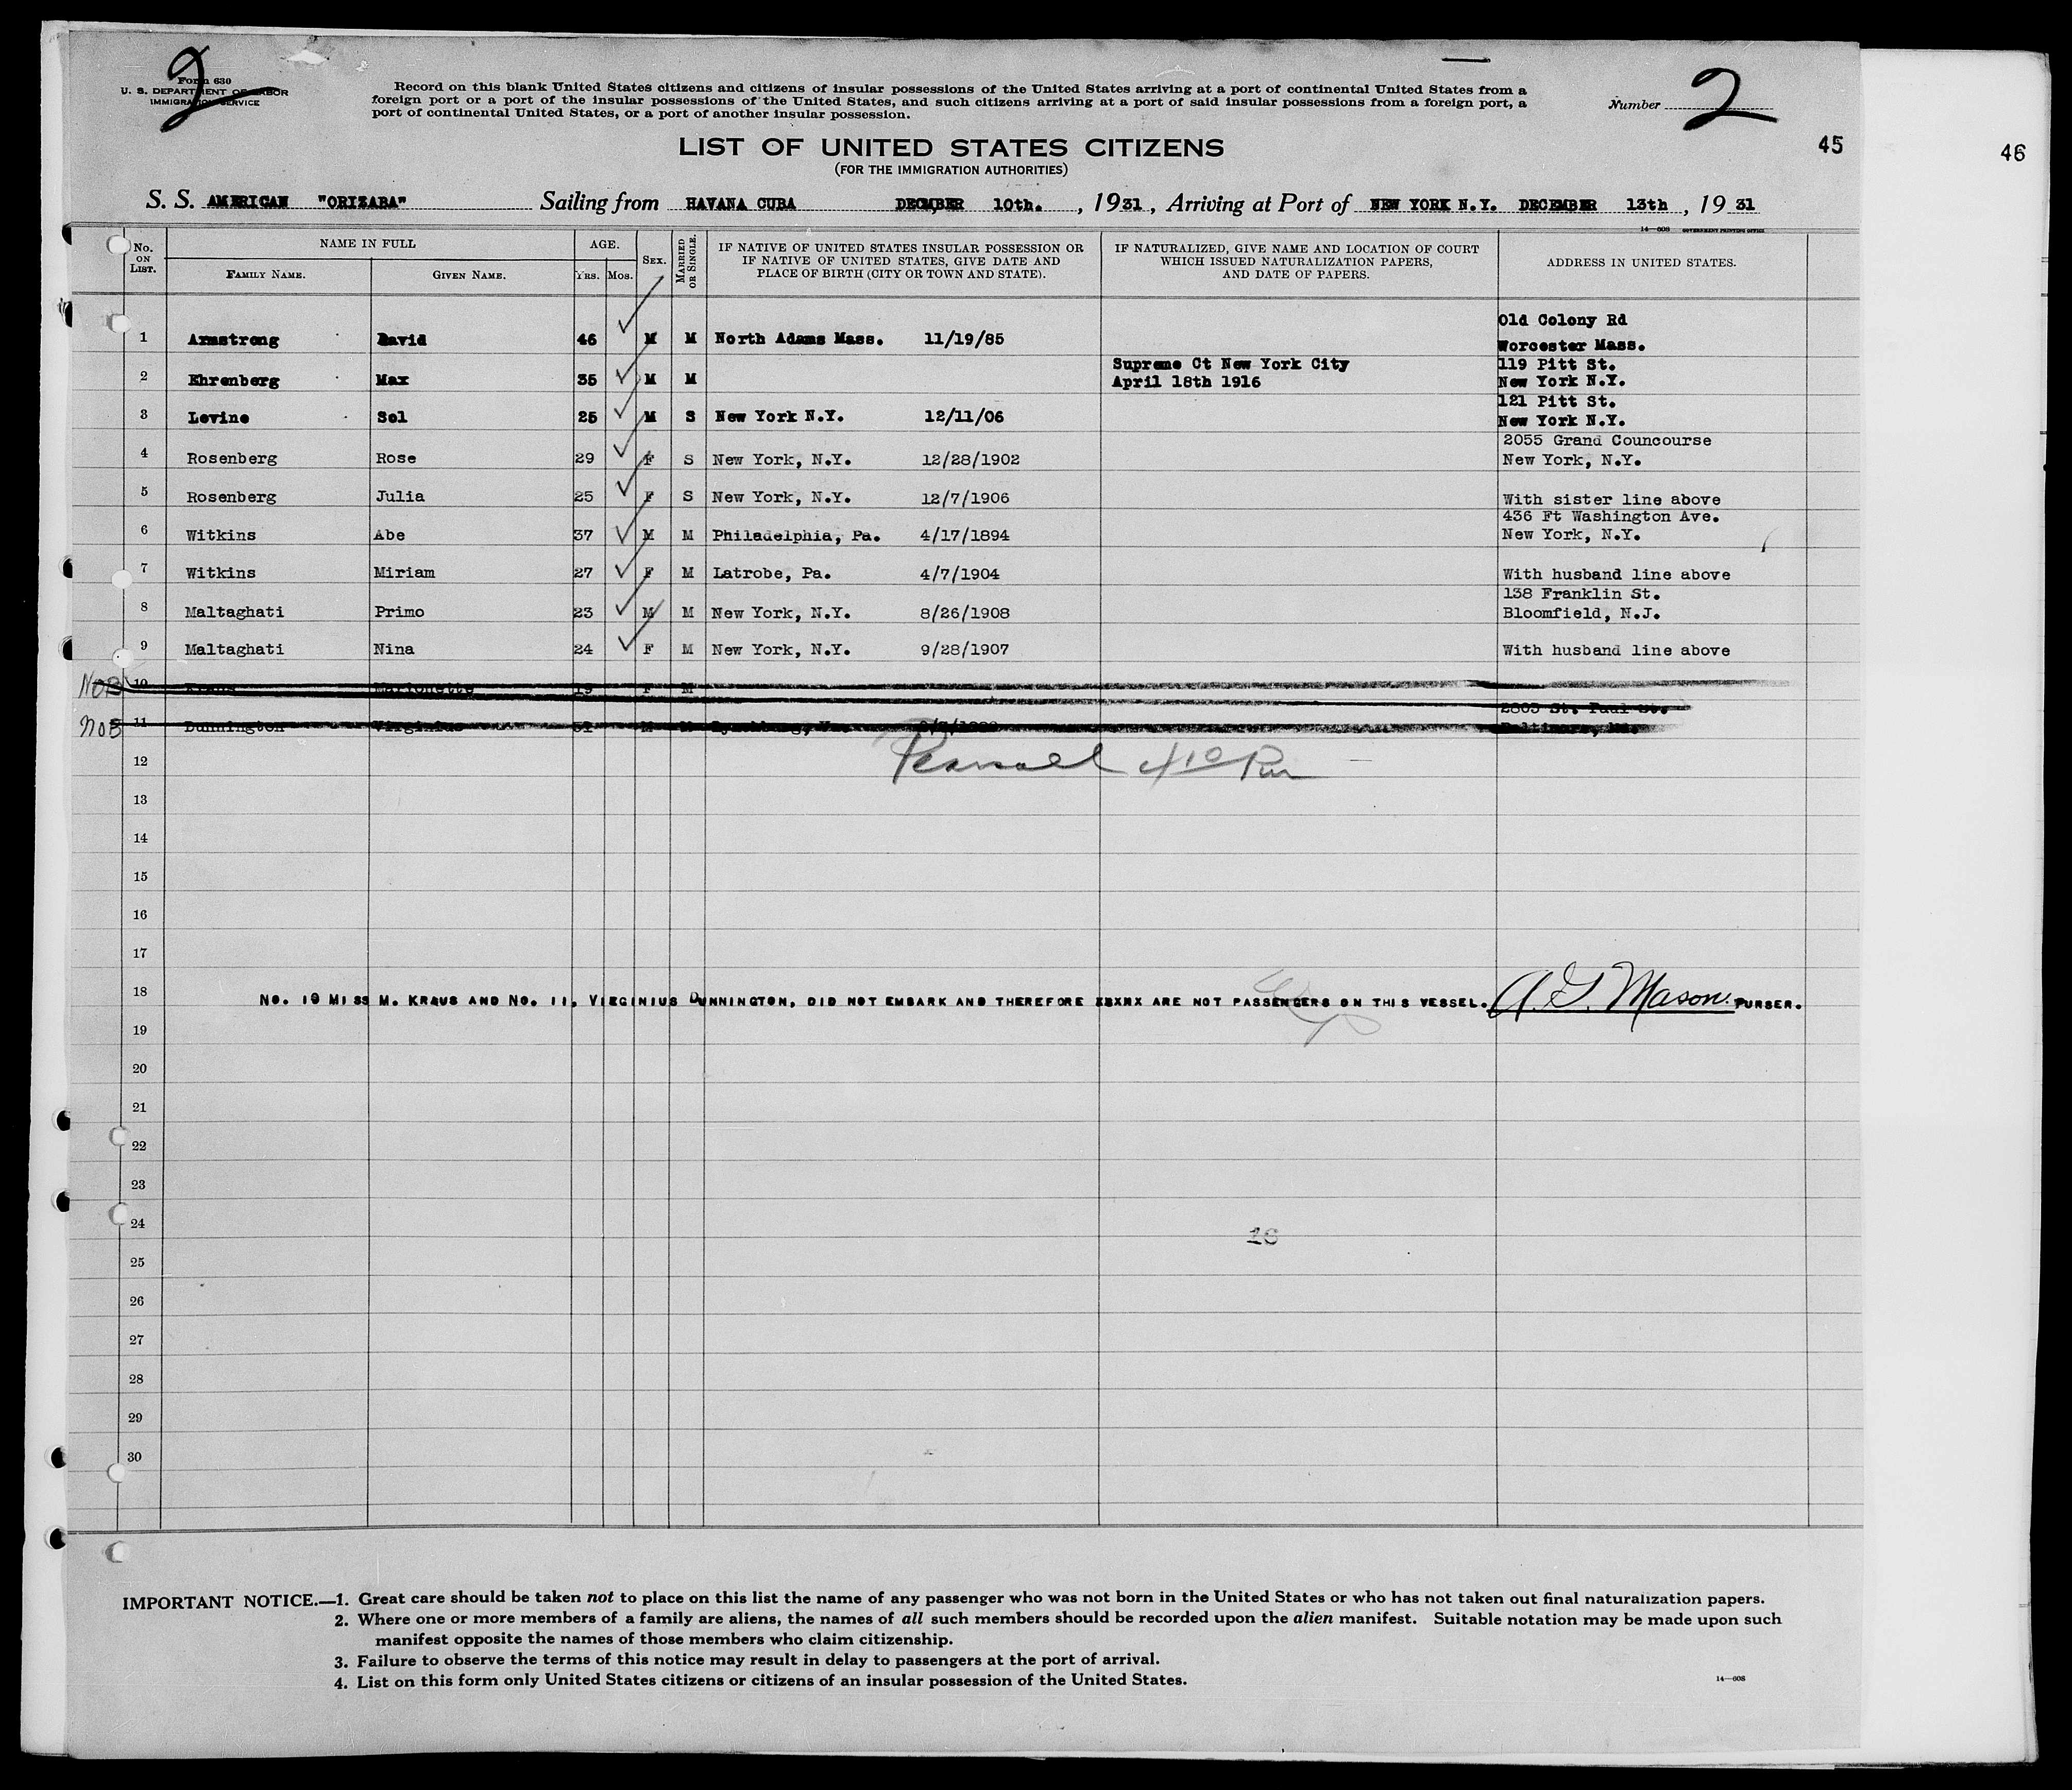 2
Form 630
U. S. DEPARTMENT OF LABOR
IMMIGRATION SERVICE
Record on this blank United States citizens and citizens of insular possessions of the United States arriving at a port of continental United States from a
foreign port or a port of the insular possessions of the United States, and such citizens arriving at a port of said insular possessions from a foreign port, a
port of continental United States, or a port of another insular possession.
Number 2
LIST OF UNITED STATES CITIZENS
(FOR THE IMMIGRATION AUTHORITIES)
45
46
S. S. AMERICAN "ORIZABA" Sailing from HAVANA CUBA DECMBER 10th. , 1931 , Arriving at Port of NEW YORK N.Y. DECEMBER 13th , 19 31
14—608 GOVERNMENT PRINTING OFFICE
No. ON LIST. NAME IN FULL AGE. SEX. MARRIED OR SINGLE. IF NATIVE OF UNITED STATES INSULAR POSSESSION OR IF NATIVE OF UNITED STATES, GIVE DATE AND PLACE OF BIRTH (CITY OR TOWN AND STATE). IF NATURALIZED, GIVE NAME AND LOCATION OF COURT WHICH ISSUED NATURALIZATION PAPERS, AND DATE OF PAPERS. ADDRESS IN UNITED STATES.
FAMILY NAME. GIVEN NAME. YRS. MOS.
Old Colony Rd
1 Armstrong David 46 M M North Adams Mass. 11/19/85 Worcester Mass.
Supreme Ct New York City 119 Pitt St.
2 Ehrenberg Max 35 M M April 18th 1916 New York N.Y.
121 Pitt St.
3 Levine Sol 25 M S New York N.Y. 12/11/06 New York N.Y.
2055 Grand Councourse
4 Rosenberg Rose 29 F S New York, N.Y. 12/28/1902 New York, N.Y.
5 Rosenberg Julia 25 F S New York, N.Y. 12/7/1906 With sister line above
436 Ft Washington Ave.
6 Witkins Abe 37 M M Philadelphia, Pa. 4/17/1894 New York, N.Y.
7 Witkins Miriam 27 F M Latrobe, Pa. 4/7/1904 With husband line above
138 Franklin St.
8 Maltaghati Primo 23 M M New York, N.Y. 8/26/1908 Bloomfield, N.J.
9 Maltaghati Nina 24 F M New York, N.Y. 9/28/1907 With husband line above
NOB 10 Kraus 19 F M
2805 St. Paul St.
NOB 11 Dunnington Virginius M Baltimore, Md.
12
13
14
15
16
17
18 No. 10 Miss M. KRAUS AND No. 11, VIRGINIUS DUNNINGTON, DID NOT EMBARK AND THEREFORE XXXXX ARE NOT PASSENGERS ON THIS VESSEL. A. G. Mason. PURSER.
19
20
21
22
23
24
16
25
26
27
28
29
30
IMPORTANT NOTICE.—1. Great care should be taken not to place on this list the name of any passenger who was not born in the United States or who has not taken out final naturalization papers.
2. Where one or more members of a family are aliens, the names of all such members should be recorded upon the alien manifest. Suitable notation may be made upon such
manifest opposite the names of those members who claim citizenship.
3. Failure to observe the terms of this notice may result in delay to passengers at the port of arrival.
4. List on this form only United States citizens or citizens of an insular possession of the United States.
14—608